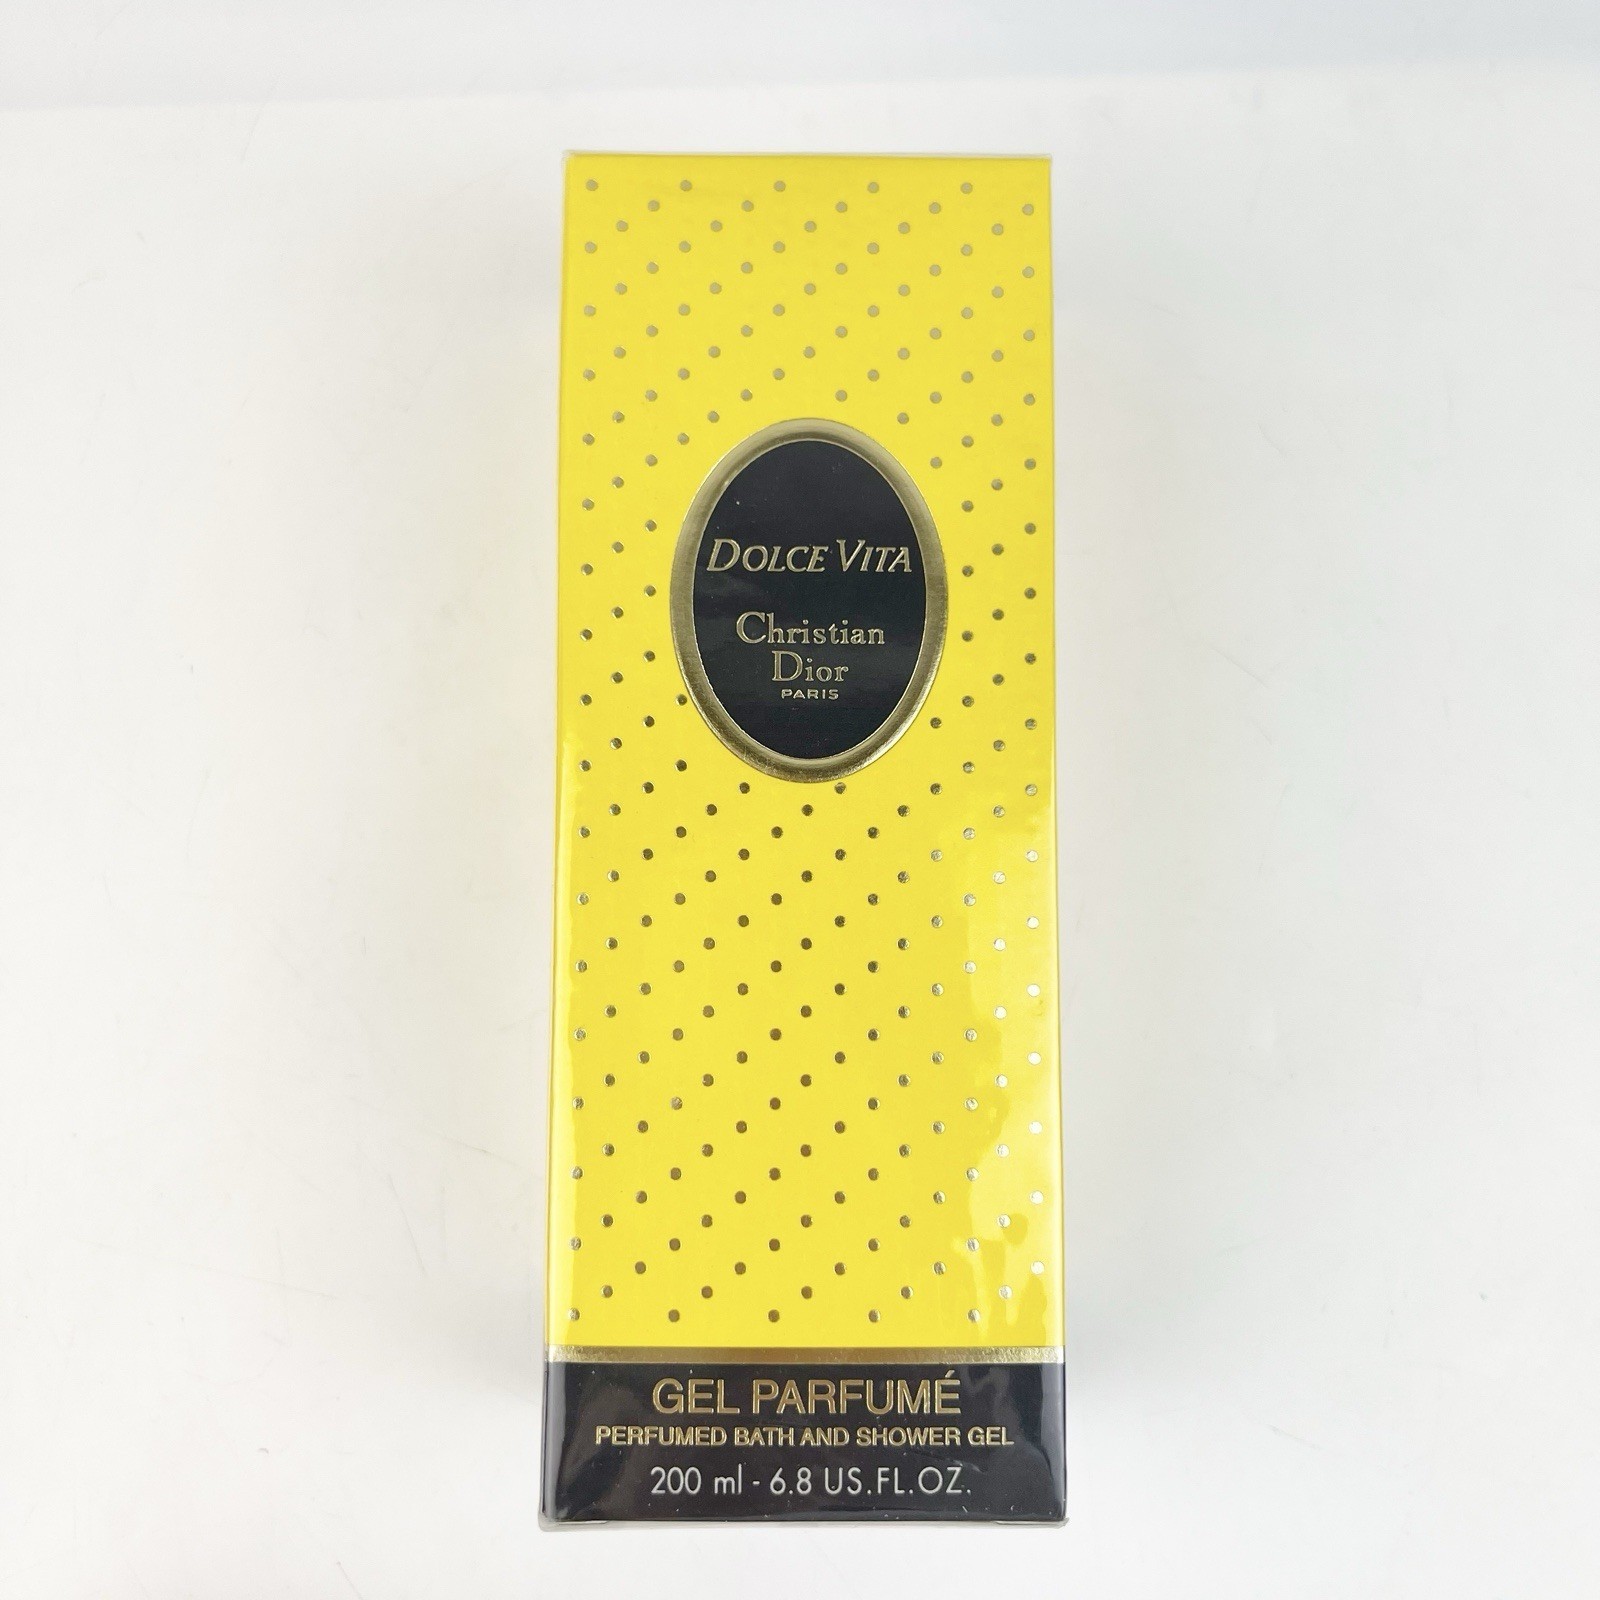 DOLCE VITA
Christian
Dior
PARIS
GEL PARFUMÉ
PERFUMED BATH AND SHOWER GEL
200 ml - 6.8 US.FL.OZ.